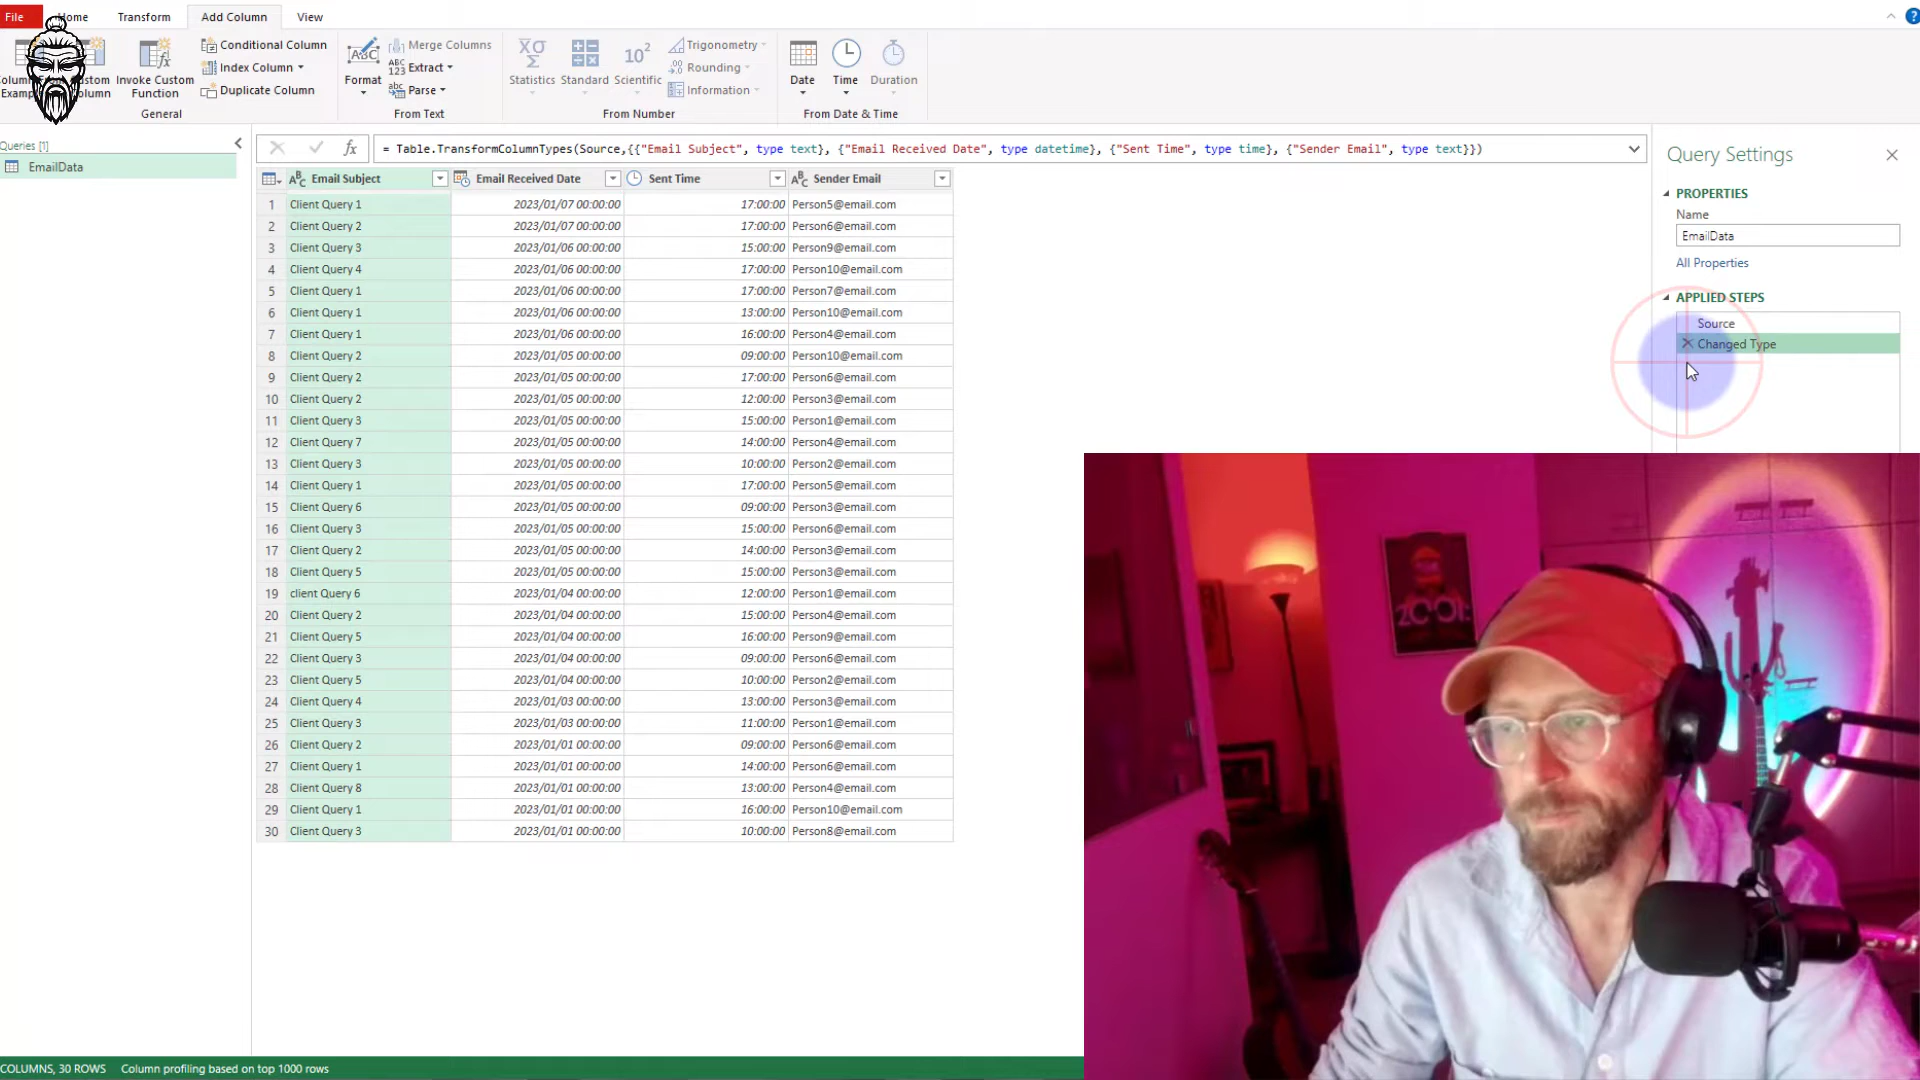 File Home Transform Add Column View
Conditional Column
Index Column
Duplicate Column
Invoke Custom
Function
General
Format
Merge Columns
Extract
Parse
From Text
Statistics Standard Scientific
Trigonometry
Rounding
Information
From Number
Date Time Duration
From Date & Time
Queries [1]
EmailData
= Table.TransformColumnTypes(Source,{{"Email Subject", type text}, {"Email Received Date", type datetime}, {"Sent Time", type time}, {"Sender Email", type text}})
Email Subject Email Received Date Sent Time Sender Email
1 Client Query 1 2023/01/07 00:00:00 17:00:00 Person5@email.com
2 Client Query 2 2023/01/07 00:00:00 17:00:00 Person6@email.com
3 Client Query 3 2023/01/06 00:00:00 15:00:00 Person9@email.com
4 Client Query 4 2023/01/06 00:00:00 17:00:00 Person10@email.com
5 Client Query 1 2023/01/06 00:00:00 17:00:00 Person7@email.com
6 Client Query 1 2023/01/06 00:00:00 13:00:00 Person10@email.com
7 Client Query 1 2023/01/06 00:00:00 16:00:00 Person4@email.com
8 Client Query 2 2023/01/05 00:00:00 09:00:00 Person10@email.com
9 Client Query 2 2023/01/05 00:00:00 17:00:00 Person6@email.com
10 Client Query 2 2023/01/05 00:00:00 12:00:00 Person3@email.com
11 Client Query 3 2023/01/05 00:00:00 15:00:00 Person1@email.com
12 Client Query 7 2023/01/05 00:00:00 14:00:00 Person4@email.com
13 Client Query 3 2023/01/05 00:00:00 10:00:00 Person2@email.com
14 Client Query 1 2023/01/05 00:00:00 17:00:00 Person5@email.com
15 Client Query 6 2023/01/05 00:00:00 09:00:00 Person3@email.com
16 Client Query 3 2023/01/05 00:00:00 15:00:00 Person6@email.com
17 Client Query 2 2023/01/05 00:00:00 14:00:00 Person3@email.com
18 Client Query 5 2023/01/05 00:00:00 15:00:00 Person3@email.com
19 client Query 6 2023/01/04 00:00:00 12:00:00 Person1@email.com
20 Client Query 2 2023/01/04 00:00:00 15:00:00 Person4@email.com
21 Client Query 5 2023/01/04 00:00:00 16:00:00 Person9@email.com
22 Client Query 3 2023/01/04 00:00:00 09:00:00 Person6@email.com
23 Client Query 5 2023/01/04 00:00:00 10:00:00 Person2@email.com
24 Client Query 4 2023/01/03 00:00:00 13:00:00 Person3@email.com
25 Client Query 3 2023/01/03 00:00:00 11:00:00 Person1@email.com
26 Client Query 2 2023/01/01 00:00:00 09:00:00 Person6@email.com
27 Client Query 1 2023/01/01 00:00:00 14:00:00 Person6@email.com
28 Client Query 8 2023/01/01 00:00:00 13:00:00 Person4@email.com
29 Client Query 1 2023/01/01 00:00:00 16:00:00 Person10@email.com
30 Client Query 3 2023/01/01 00:00:00 10:00:00 Person8@email.com
Query Settings
PROPERTIES
Name
EmailData
All Properties
APPLIED STEPS
Source
Changed Type
2001:
COLUMNS, 30 ROWS Column profiling based on top 1000 rows